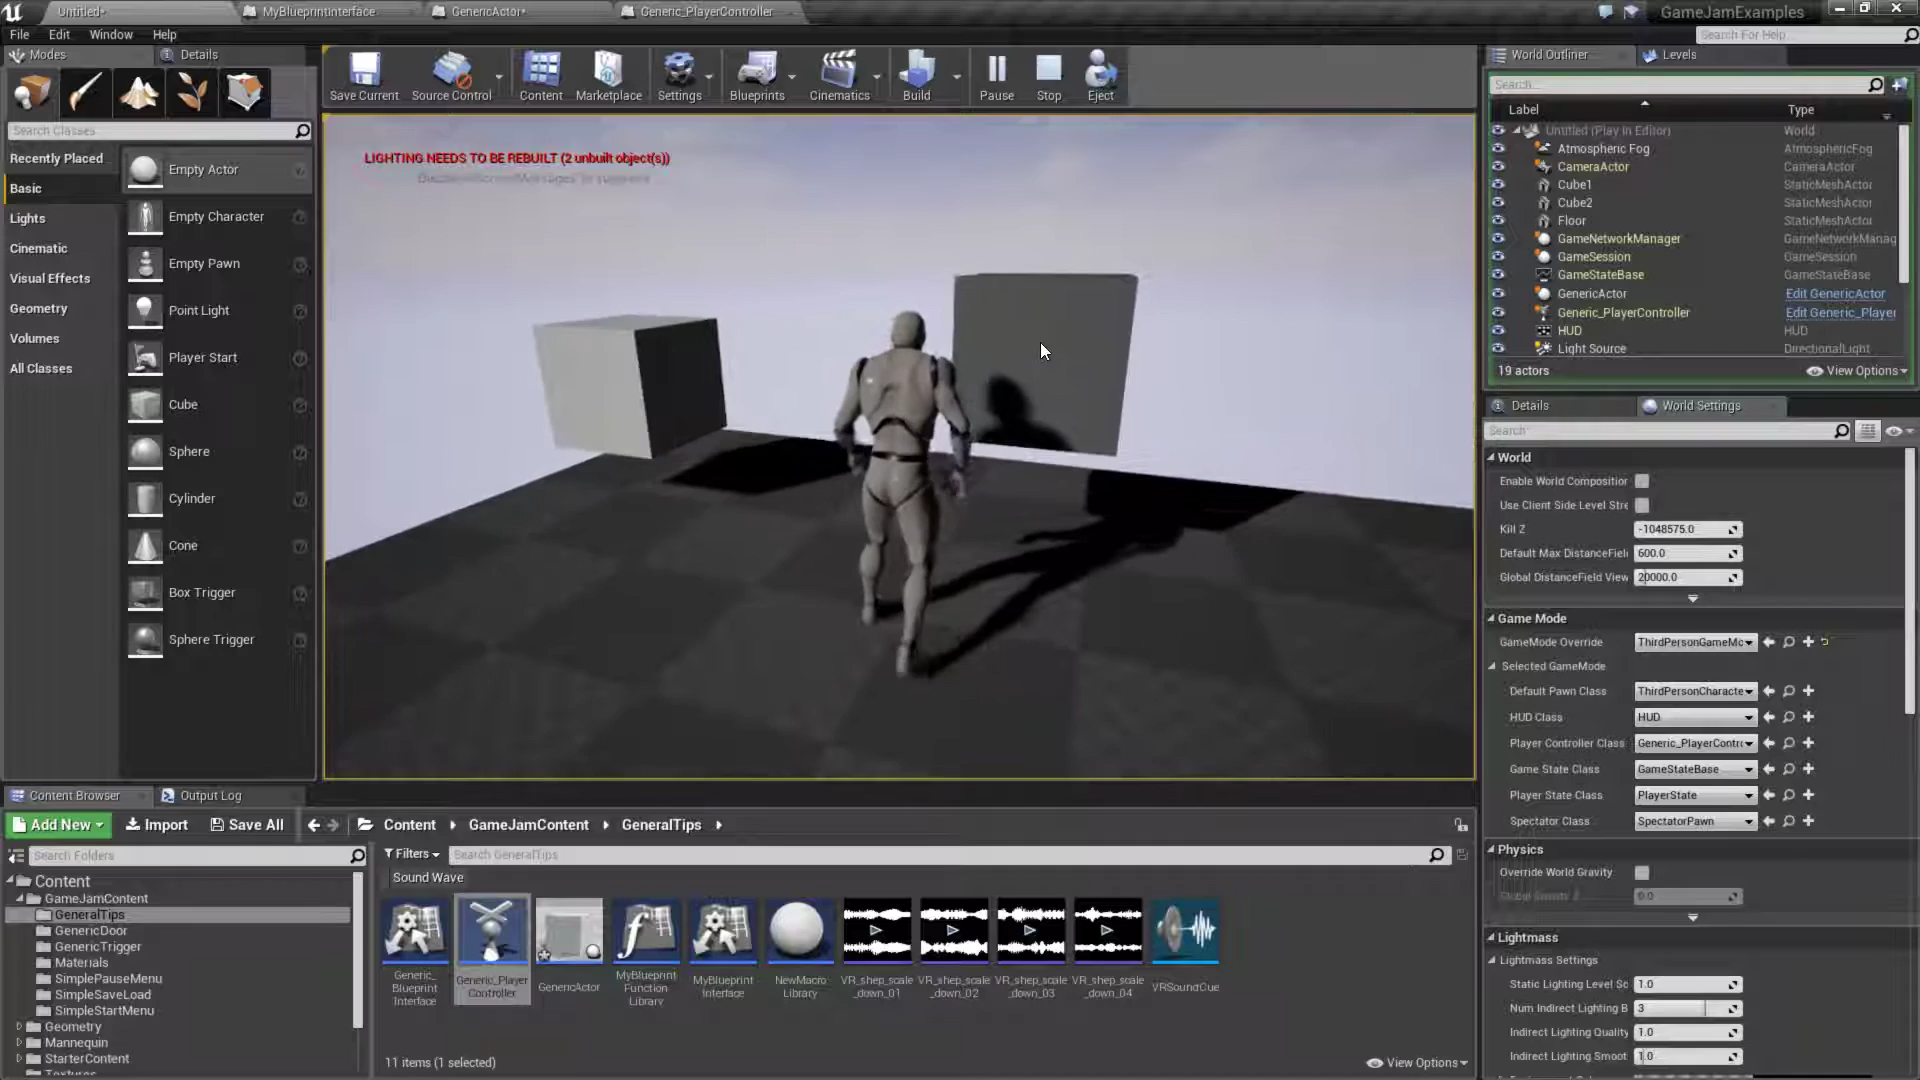 Untitled*
MyBlueprintInterface
GenericActor*
Generic_PlayerController
GameJamExamples
File
Edit
Window
Help
Search For Help...
Modes
Details
Save Current
Source Control
Content
Marketplace
Settings
Blueprints
Cinematics
Build
Pause
Stop
Eject
World Outliner
Levels
Search...
Label
Type
Search Classes
Recently Placed
Basic
Lights
Cinematic
Visual Effects
Geometry
Volumes
All Classes
Empty Actor
Empty Character
Empty Pawn
Point Light
Player Start
Cube
Sphere
Cylinder
Cone
Box Trigger
Sphere Trigger
LIGHTING NEEDS TO BE REBUILT (2 unbuilt object(s))
Untitled (Play In Editor) World
Atmospheric Fog AtmosphericFog
CameraActor CameraActor
Cube1 StaticMeshActor
Cube2 StaticMeshActor
Floor StaticMeshActor
GameNetworkManager GameNetworkManag
GameSession GameSession
GameStateBase GameStateBase
GenericActor Edit GenericActor
Generic_PlayerController Edit Generic_Player
HUD HUD
Light Source DirectionalLight
19 actors
View Options
Details
World Settings
Search
World
Enable World Composition
Use Client Side Level Stre
Kill Z -1048575.0
Default Max DistanceFiel 600.0
Global DistanceField View 20000.0
Game Mode
GameMode Override ThirdPersonGameMo
Selected GameMode
Default Pawn Class ThirdPersonCharacte
HUD Class HUD
Player Controller Class Generic_PlayerContro
Game State Class GameStateBase
Player State Class PlayerState
Spectator Class SpectatorPawn
Physics
Override World Gravity
0.0
Lightmass
Lightmass Settings
Static Lighting Level Sc 1.0
Num Indirect Lighting B 3
Indirect Lighting Quality 1.0
Indirect Lighting Smoot 1.0
Content Browser
Output Log
Add New
Import
Save All
Content
GameJamContent
GeneralTips
Search Folders
Filters
Search GeneralTips
Sound Wave
Content
GameJamContent
GeneralTips
GenericDoor
GenericTrigger
Materials
SimplePauseMenu
SimpleSaveLoad
SimpleStartMenu
Geometry
Mannequin
StarterContent
Textures
Generic_
Blueprint
Interface
Generic_Player
Controller
GenericActor
MyBlueprint
Function
Library
MyBlueprint
Interface
NewMacro
Library
VR_shep_scale
_down_01
VR_shep_scale
_down_02
VR_shep_scale
_down_03
VR_shep_scale
_down_04
VRSoundCue
11 items (1 selected)
View Options